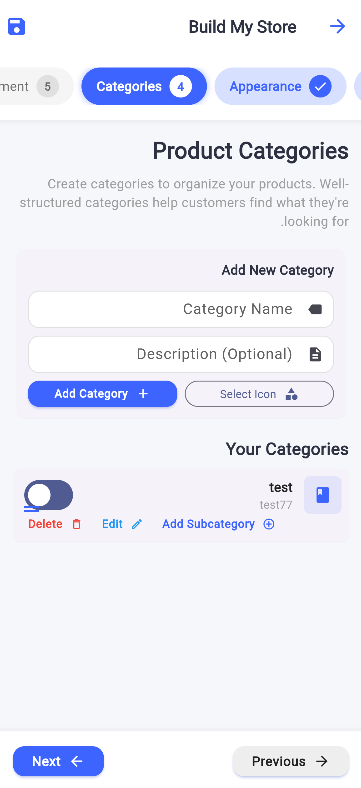 Build My Store
Appearance
Categories 4
ment 5
Product Categories
Create categories to organize your products. Well-
structured categories help customers find what they're
.looking for
Add New Category
Category Name
Description (Optional)
Select Icon
Add Category +
Your Categories
test
test77
Add Subcategory
Edit
Delete
Previous
Next